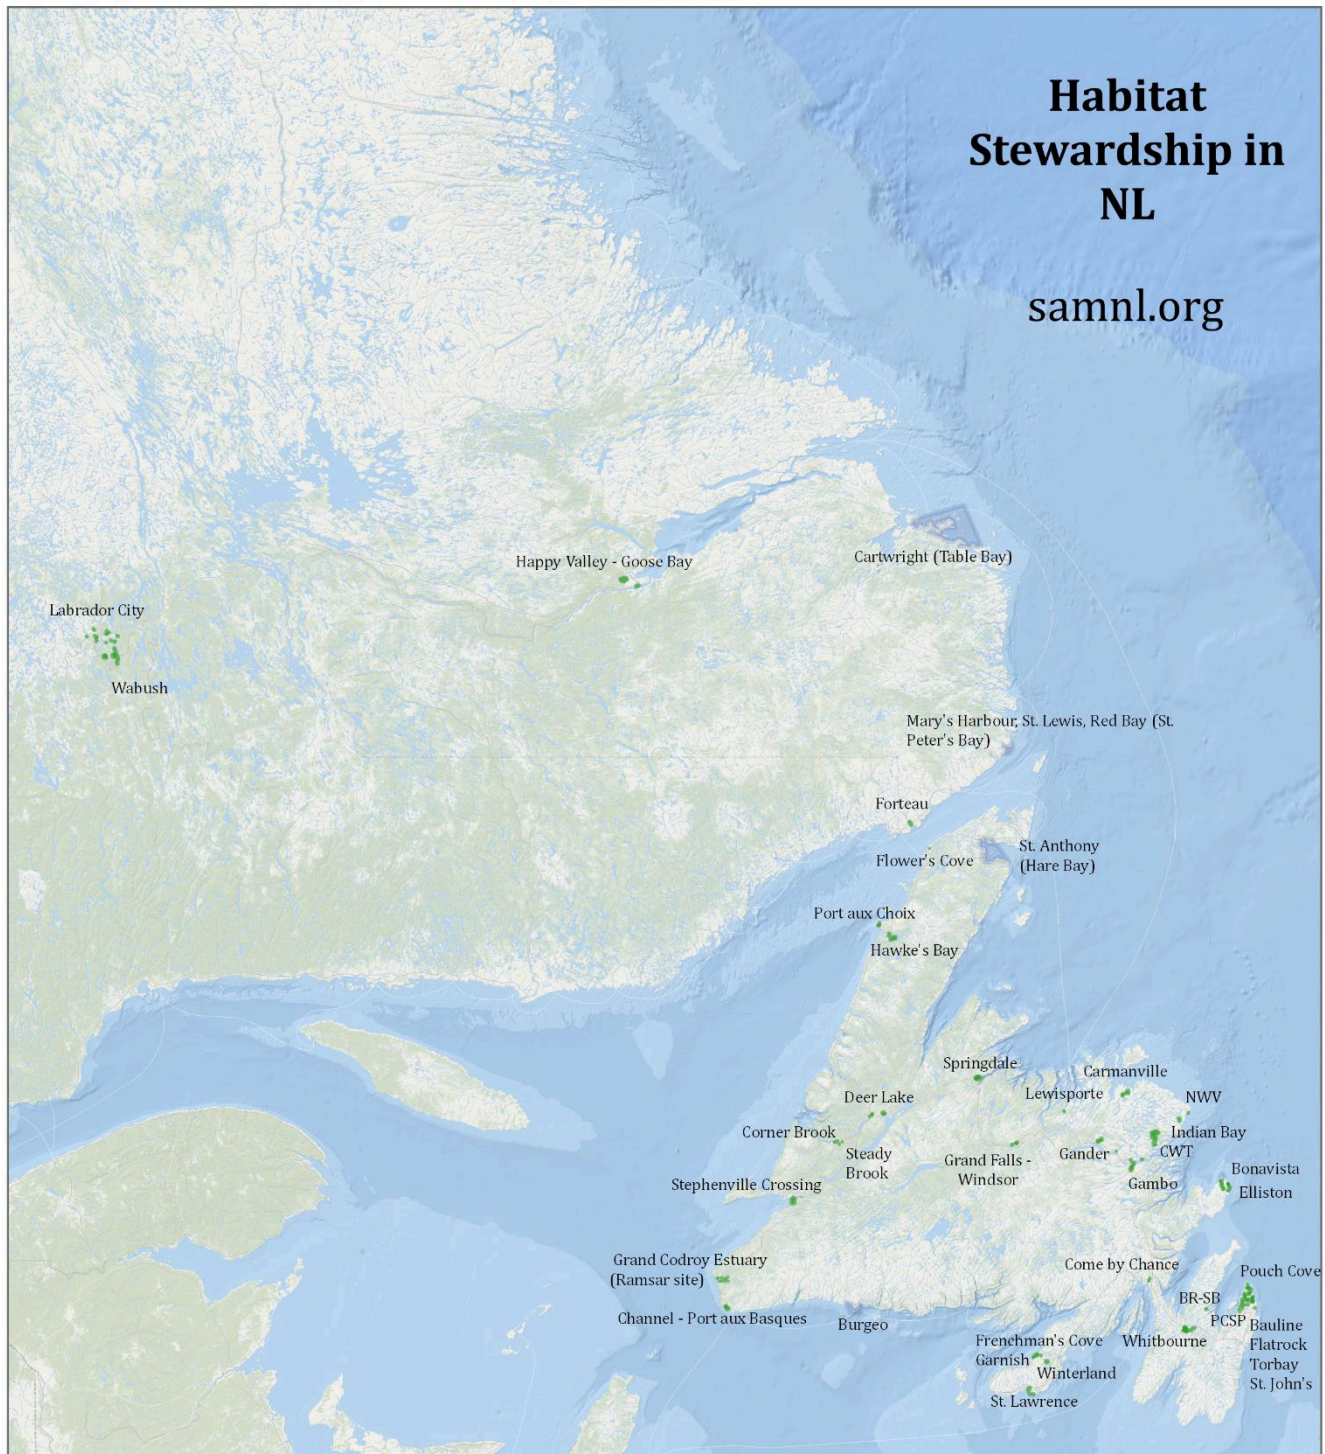 Habitat
Stewardship in
NL
samnl.org
Happy Valley - Goose Bay
Cartwright (Table Bay)
Labrador City
Wabush
Mary's Harbour, St. Lewis, Red Bay (St.
Peter's Bay)
Forteau
Flower's Cove
St. Anthony
(Hare Bay)
Port aux Choix
Hawke's Bay
Springdale
Carmanville
Deer Lake
Lewisporte
NWV
Corner Brook
Indian Bay
Steady
Brook
Grand Falls -
Windsor
Gander
CWT
Gambo
Bonavista
Elliston
Stephenville Crossing
Grand Codroy Estuary
(Ramsar site)
Come by Chance
Pouch Cove
BR-SB
PCSP
Channel - Port aux Basques
Burgeo
Whitbourne
Bauline
Flatrock
Torbay
St. John's
Frenchman's Cove
Garnish
Winterland
St. Lawrence